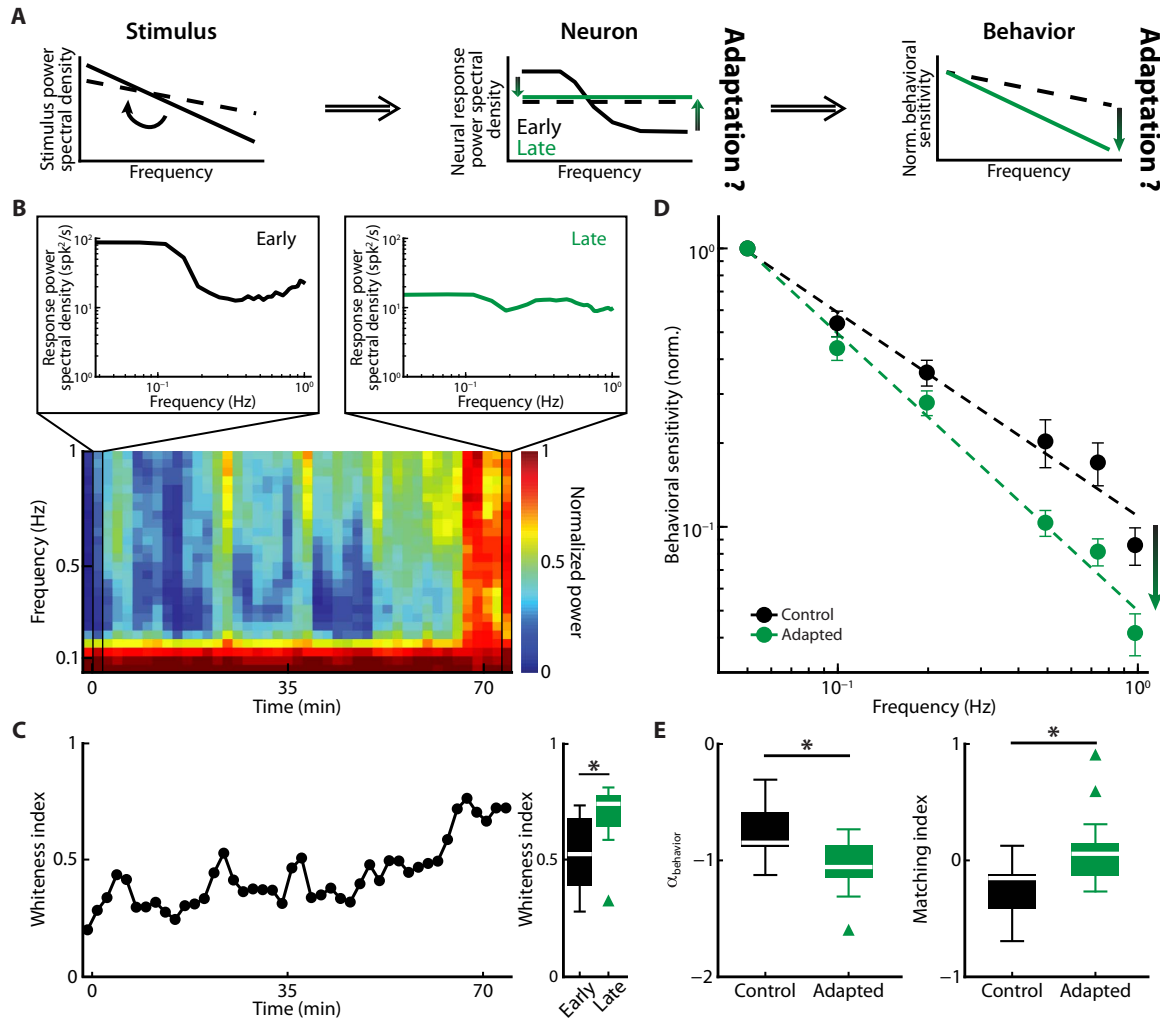 A
Stimulus
Stimulus power
spectral density
Frequency
Neuron
Neural response
power spectral
density
Early
Late
Frequency
Adaptation ?
Behavior
Norm. behavioral
sensitivity
Frequency
Adaptation ?
B
Response power
spectral density (spk²/s)
10²
10¹
10⁰
Early
10⁻¹
10⁰
Frequency (Hz)
Response power
spectral density (spk²/s)
10²
10¹
10⁰
Late
10⁻¹
10⁰
Frequency (Hz)
Frequency (Hz)
1
0.5
0.1
0
35
70
Time (min)
1
0.5
0
Normalized power
C
Whiteness index
1
0.5
0
0
35
70
Time (min)
Whiteness index
1
0.5
0
*
Early
Late
D
Behavioral sensitivity (norm.)
10⁰
10⁻¹
Control
Adapted
10⁻¹
10⁰
Frequency (Hz)
E
α behavior
0
−1
−2
*
Control
Adapted
Matching index
1
0
−1
*
Control
Adapted